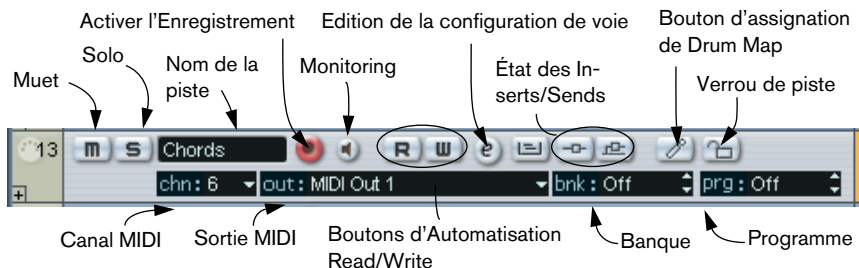 Activer l'Enregistrement
Edition de la configuration de voie
Bouton d'assignation
de Drum Map
Solo
Muet
Nom de la
piste
Monitoring
État des In-
serts/Sends
Verrou de piste
13 m S Chords R W e
chn: 6 out: MIDI Out 1 bnk: Off prg: Off
Canal MIDI
Sortie MIDI
Boutons d'Automatisation
Read/Write
Banque
Programme